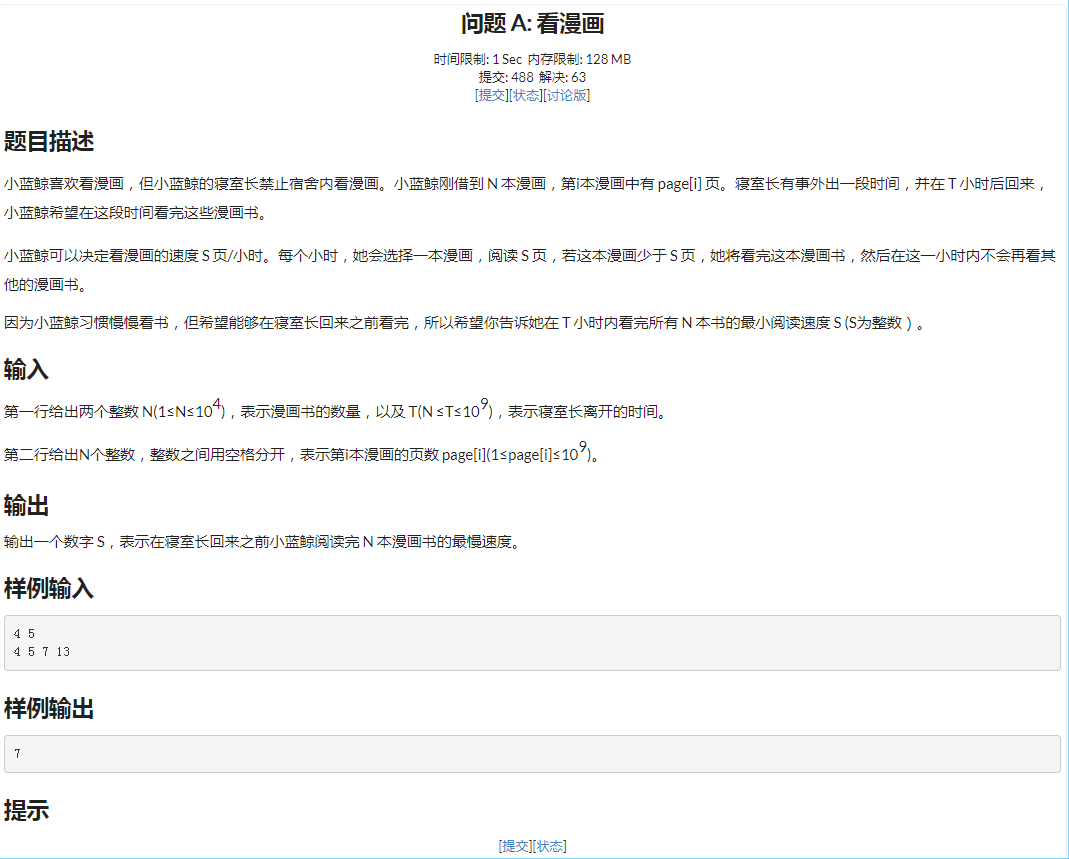 问题 A: 看漫画
时间限制: 1 Sec 内存限制: 128 MB
提交: 488 解决: 63
[提交][状态][讨论版]
题目描述
小蓝鲸喜欢看漫画，但小蓝鲸的寝室长禁止宿舍内看漫画。小蓝鲸刚借到 N 本漫画，第i本漫画中有 page[i] 页。寝室长有事外出一段时间，并在 T 小时后回来，
小蓝鲸希望在这段时间看完这些漫画书。
小蓝鲸可以决定看漫画的速度 S 页/小时。每个小时，她会选择一本漫画，阅读 S 页，若这本漫画少于 S 页，她将看完这本漫画书，然后在这一小时内不会再看其
他的漫画书。
因为小蓝鲸习惯慢慢看书，但希望能够在寝室长回来之前看完，所以希望你告诉她在 T 小时内看完所有 N 本书的最小阅读速度 S (S为整数）。
输入
第一行给出两个整数 N(1≤N≤10^4)，表示漫画书的数量，以及 T(N ≤T≤10^9)，表示寝室长离开的时间。
第二行给出N个整数，整数之间用空格分开，表示第i本漫画的页数 page[i](1≤page[i]≤10^9)。
输出
输出一个数字 S，表示在寝室长回来之前小蓝鲸阅读完 N 本漫画书的最慢速度。
样例输入
4 5
4 5 7 13
样例输出
7
提示
[提交][状态]